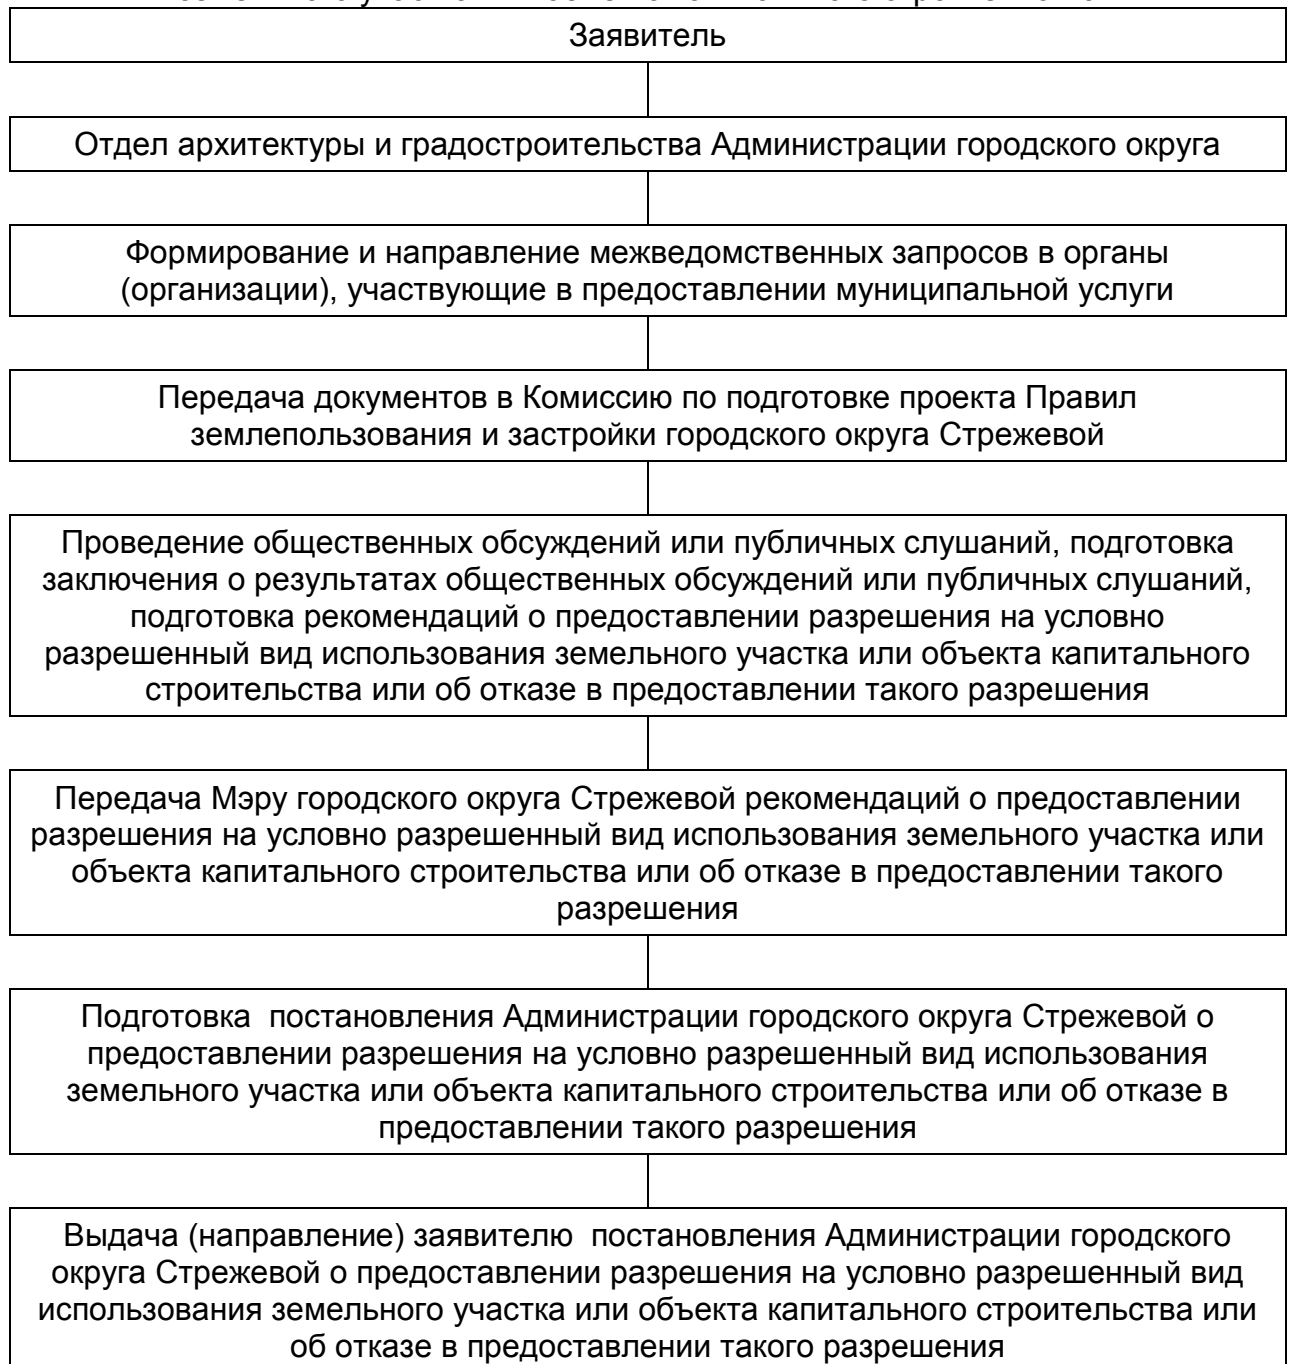 Заявитель
Отдел архитектуры и градостроительства Администрации городского округа
Формирование и направление межведомственных запросов в органы
(организации), участвующие в предоставлении муниципальной услуги
Передача документов в Комиссию по подготовке проекта Правил
землепользования и застройки городского округа Стрежевой
Проведение общественных обсуждений или публичных слушаний, подготовка
заключения о результатах общественных обсуждений или публичных слушаний,
подготовка рекомендаций о предоставлении разрешения на условно
разрешенный вид использования земельного участка или объекта капитального
строительства или об отказе в предоставлении такого разрешения
Передача Мэру городского округа Стрежевой рекомендаций о предоставлении
разрешения на условно разрешенный вид использования земельного участка или
объекта капитального строительства или об отказе в предоставлении такого
разрешения
Подготовка  постановления Администрации городского округа Стрежевой о
предоставлении разрешения на условно разрешенный вид использования
земельного участка или объекта капитального строительства или об отказе в
предоставлении такого разрешения
Выдача (направление) заявителю  постановления Администрации городского
округа Стрежевой о предоставлении разрешения на условно разрешенный вид
использования земельного участка или объекта капитального строительства или
об отказе в предоставлении такого разрешения